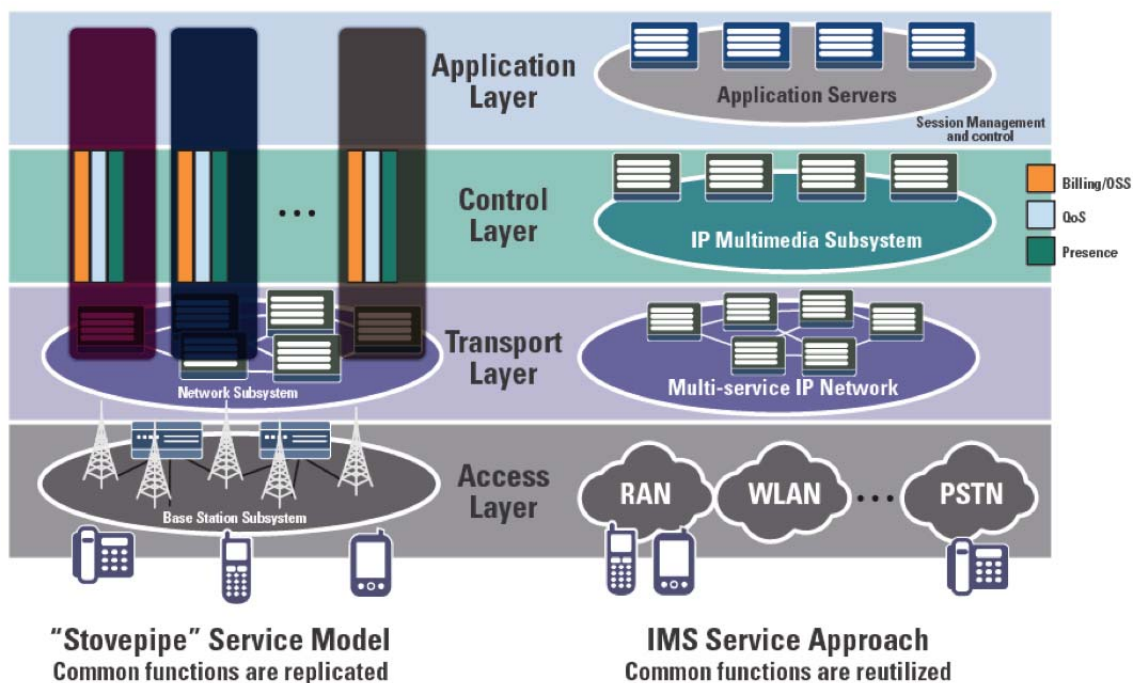 Application
Layer
Application Servers
Session Management
and control
Control
Layer
• • •
IP Multimedia Subsystem
Billing/OSS
QoS
Presence
Transport
Layer
Network Subsystem
Multi-service IP Network
Access
Layer
Base Station Subsystem
RAN
WLAN
• • •
PSTN
“Stovepipe” Service Model
Common functions are replicated
IMS Service Approach
Common functions are reutilized